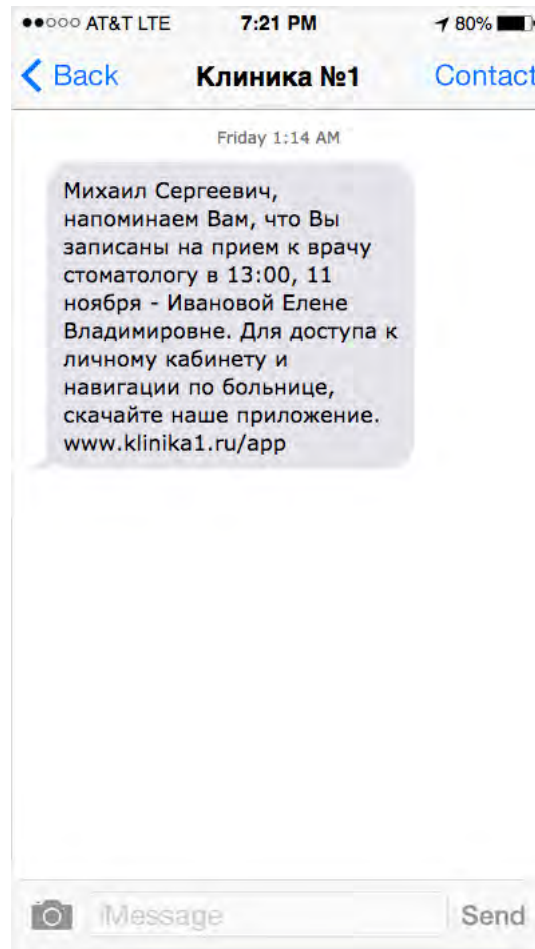 AT&T LTE 7:21 PM 80%
Back Клиника №1 Contact
Friday 1:14 AM
Михаил Сергеевич,
напоминаем Вам, что Вы
записаны на прием к врачу
стоматологу в 13:00, 11
ноября - Ивановой Елене
Владимировне. Для доступа к
личному кабинету и
навигации по больнице,
скачайте наше приложение.
www.klinika1.ru/app
iMessage Send